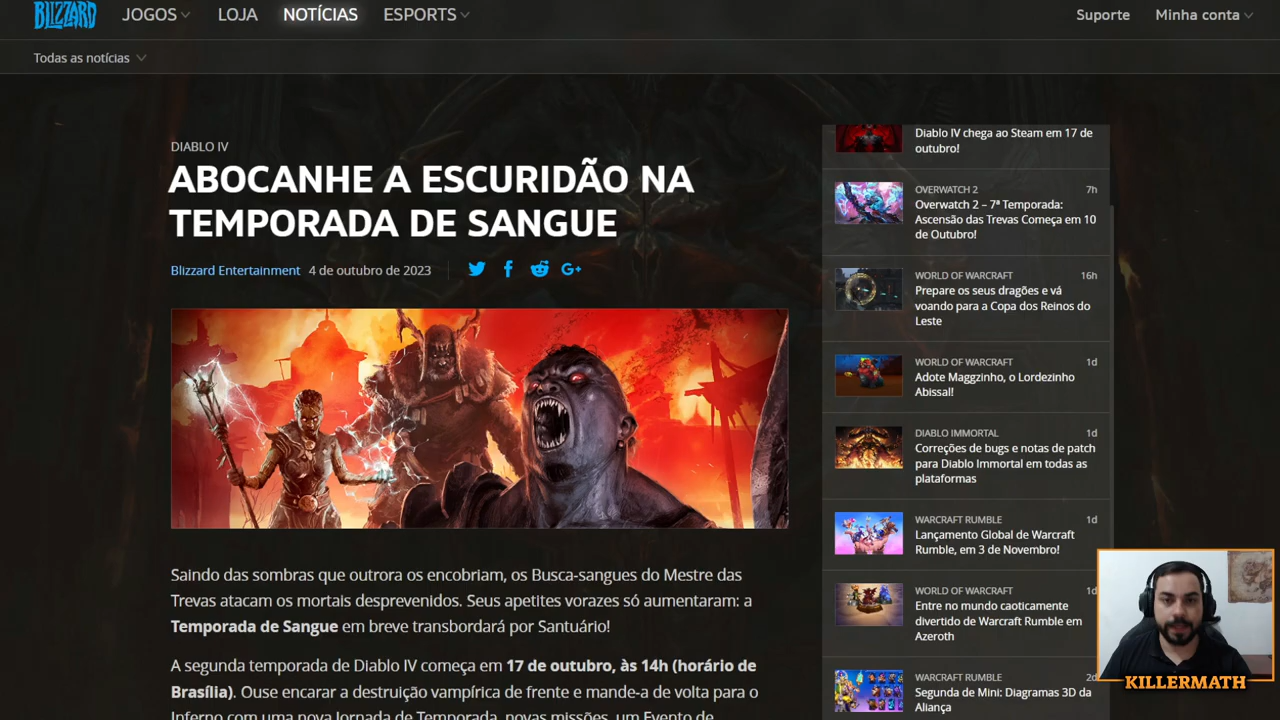 BLIZZARD
JOGOS
LOJA
NOTÍCIAS
ESPORTS
Suporte
Minha conta
Todas as notícias
DIABLO IV
ABOCANHE A ESCURIDÃO NA
TEMPORADA DE SANGUE
Blizzard Entertainment 4 de outubro de 2023
G+
Saindo das sombras que outrora os encobriam, os Busca-sangues do Mestre das
Trevas atacam os mortais desprevenidos. Seus apetites vorazes só aumentaram: a
Temporada de Sangue em breve transbordará por Santuário!
A segunda temporada de Diablo IV começa em 17 de outubro, às 14h (horário de
Brasília). Ouse encarar a destruição vampírica de frente e mande-a de volta para o
Inferno com uma nova Jornada de Temporada, novas missões, um Evento de
Diablo IV chega ao Steam em 17 de
outubro!
OVERWATCH 2 7h
Overwatch 2 – 7ª Temporada:
Ascensão das Trevas Começa em 10
de Outubro!
WORLD OF WARCRAFT 16h
Prepare os seus dragões e vá
voando para a Copa dos Reinos do
Leste
WORLD OF WARCRAFT 1d
Adote Maggzinho, o Lordezinho
Abissal!
DIABLO IMMORTAL 1d
Correções de bugs e notas de patch
para Diablo Immortal em todas as
plataformas
WARCRAFT RUMBLE 1d
Lançamento Global de Warcraft
Rumble, em 3 de Novembro!
WORLD OF WARCRAFT 1d
Entre no mundo caoticamente
divertido de Warcraft Rumble em
Azeroth
WARCRAFT RUMBLE 2d
Segunda de Mini: Diagramas 3D da
Aliança
KILLERMATH